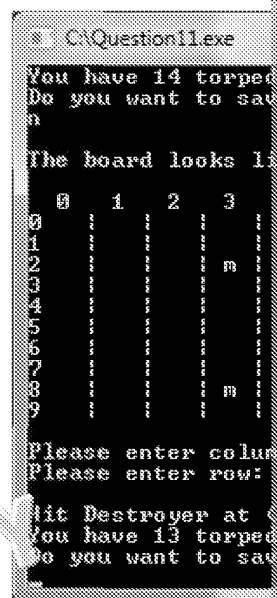 C:\Question11.exe
You have 14 torped
Do you want to sav
n
The board looks li
0 1 2 3
0 | | | |
1 | | | |
2 | | | m |
3 | | | |
4 | | | |
5 | | | |
6 | | | |
7 | | | |
8 | | | m |
9 | | | |
Please enter colum
Please enter row:
Hit Destroyer at (
You have 13 torped
Do you want to sav